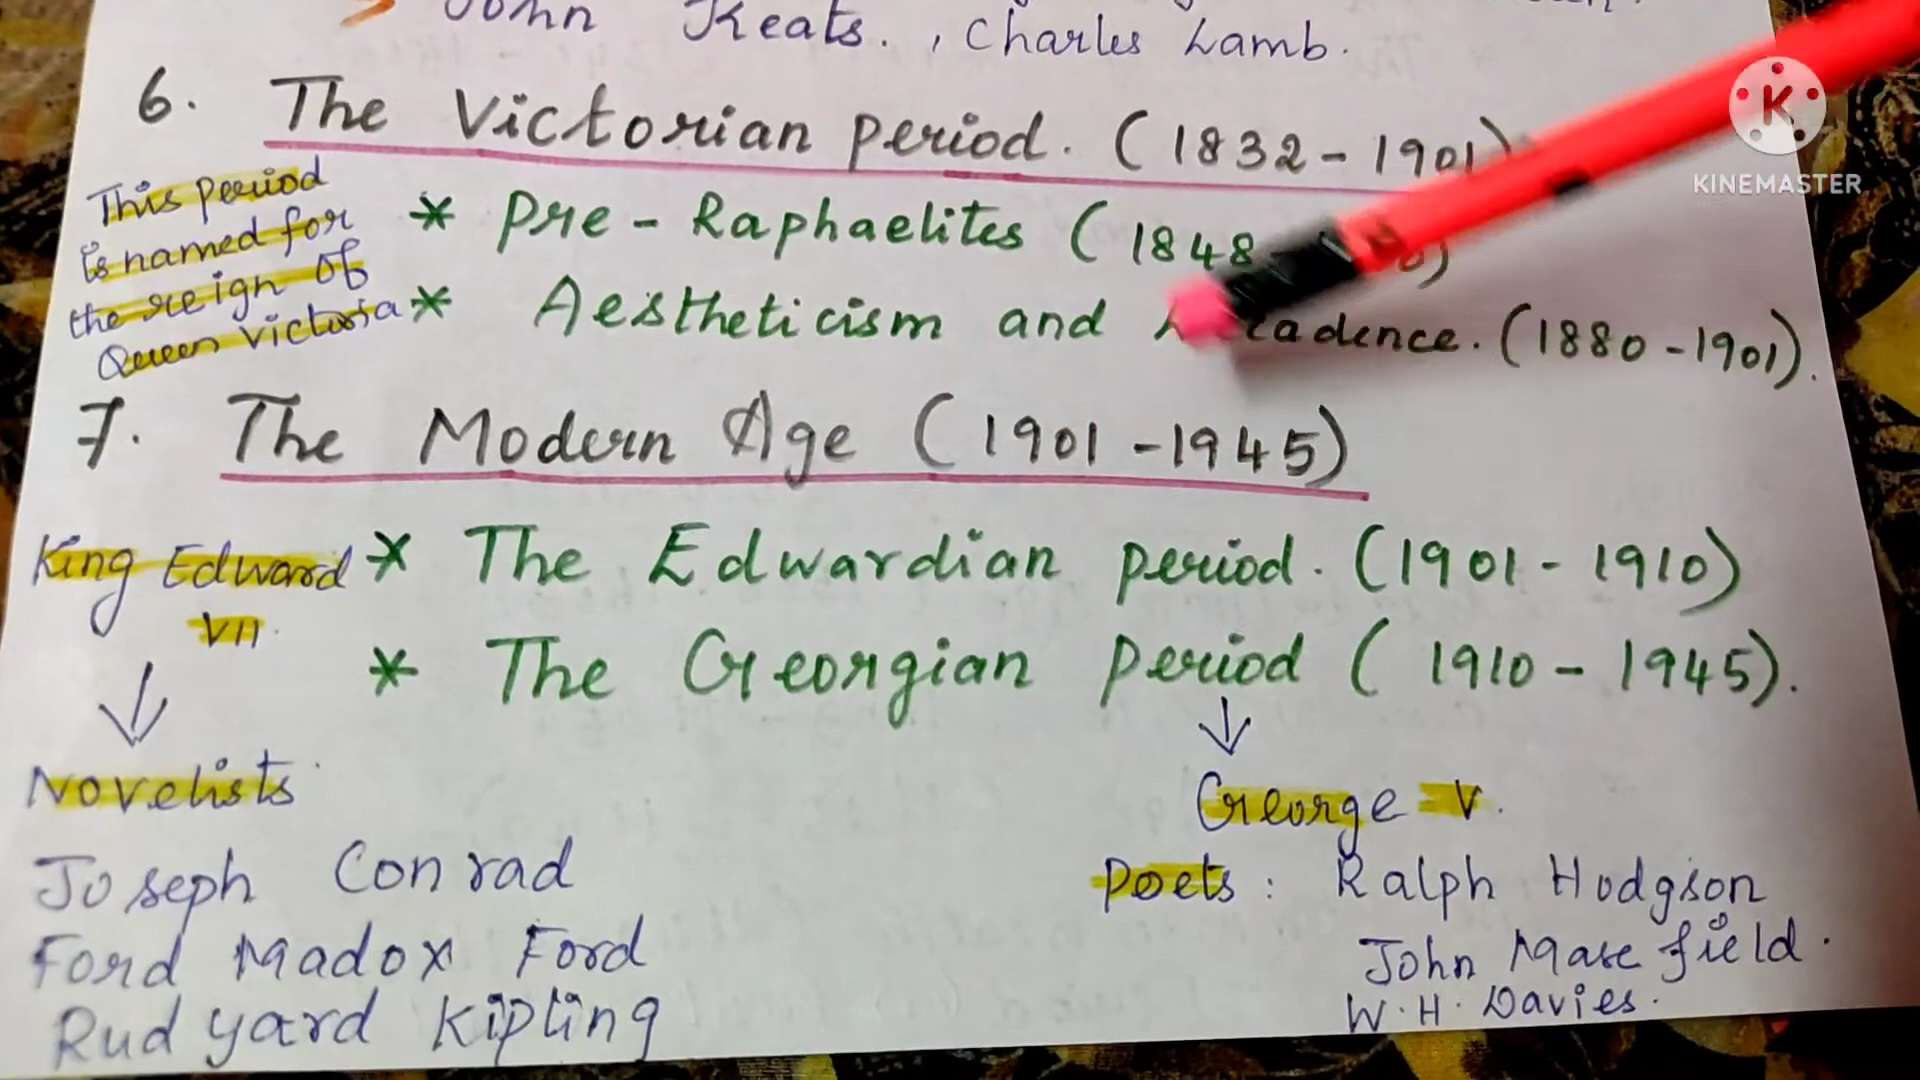 John Keats. , Charles Lamb.
6. The Victorian Period. (1832-1901)
This Period
is named for
the reign of
Queen Victoria
* Pre-Raphaelites (1848
* Aestheticism and (1880-1901).
7. The Modern Age (1901-1945)
King Edward
VII.
* The Edwardian Period. (1901-1910)
* The Georgian Period (1910-1945).
Novelists
Joseph Conrad
Ford Madox Ford
Rudyard Kipling
George V.
Poets : Ralph Hodgson
John Masefield.
W.H. Davies.
KINEMASTER